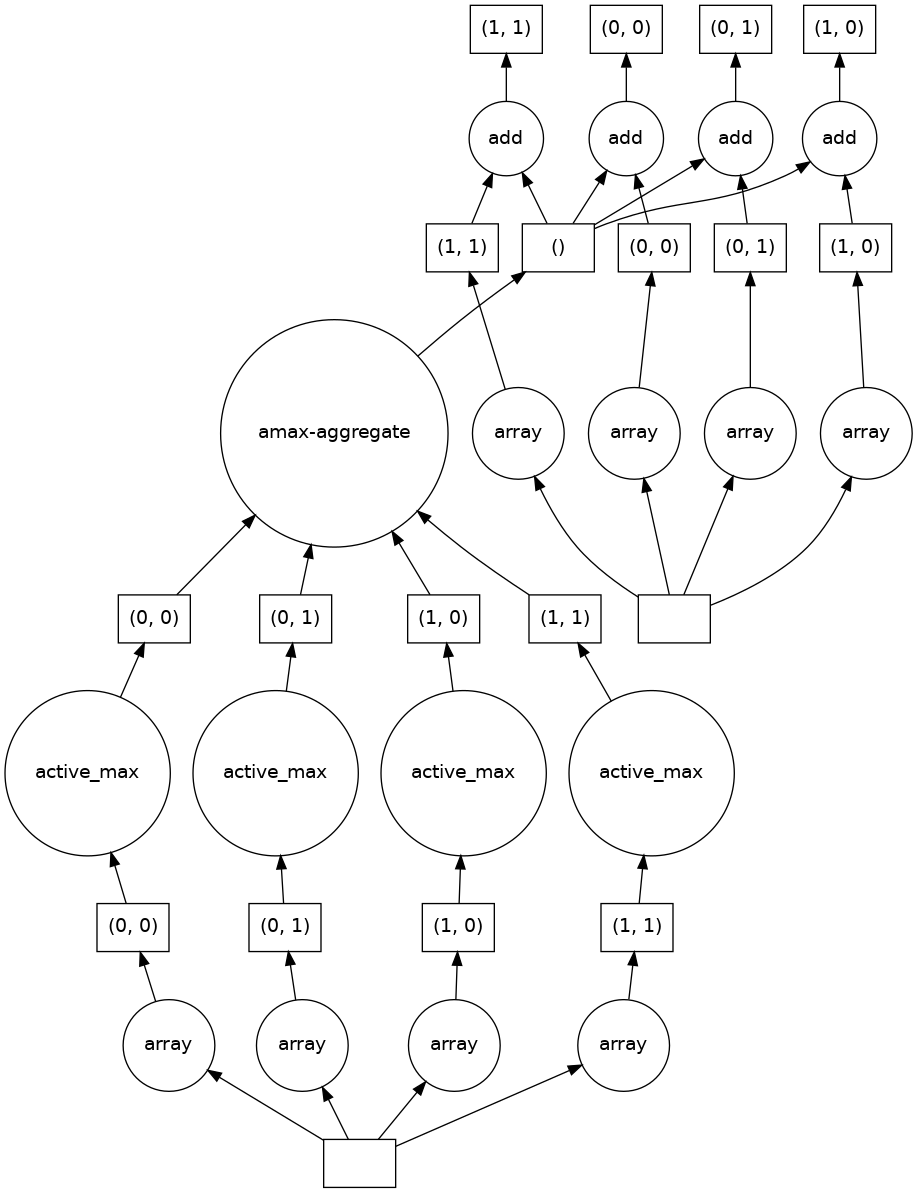 (1, 1) (0, 0) (0, 1) (1, 0)
add add add add
(1, 1) () (0, 0) (0, 1) (1, 0)
amax-aggregate array array array array
(0, 0) (0, 1) (1, 0) (1, 1)
active_max active_max active_max active_max
(0, 0) (0, 1) (1, 0) (1, 1)
array array array array